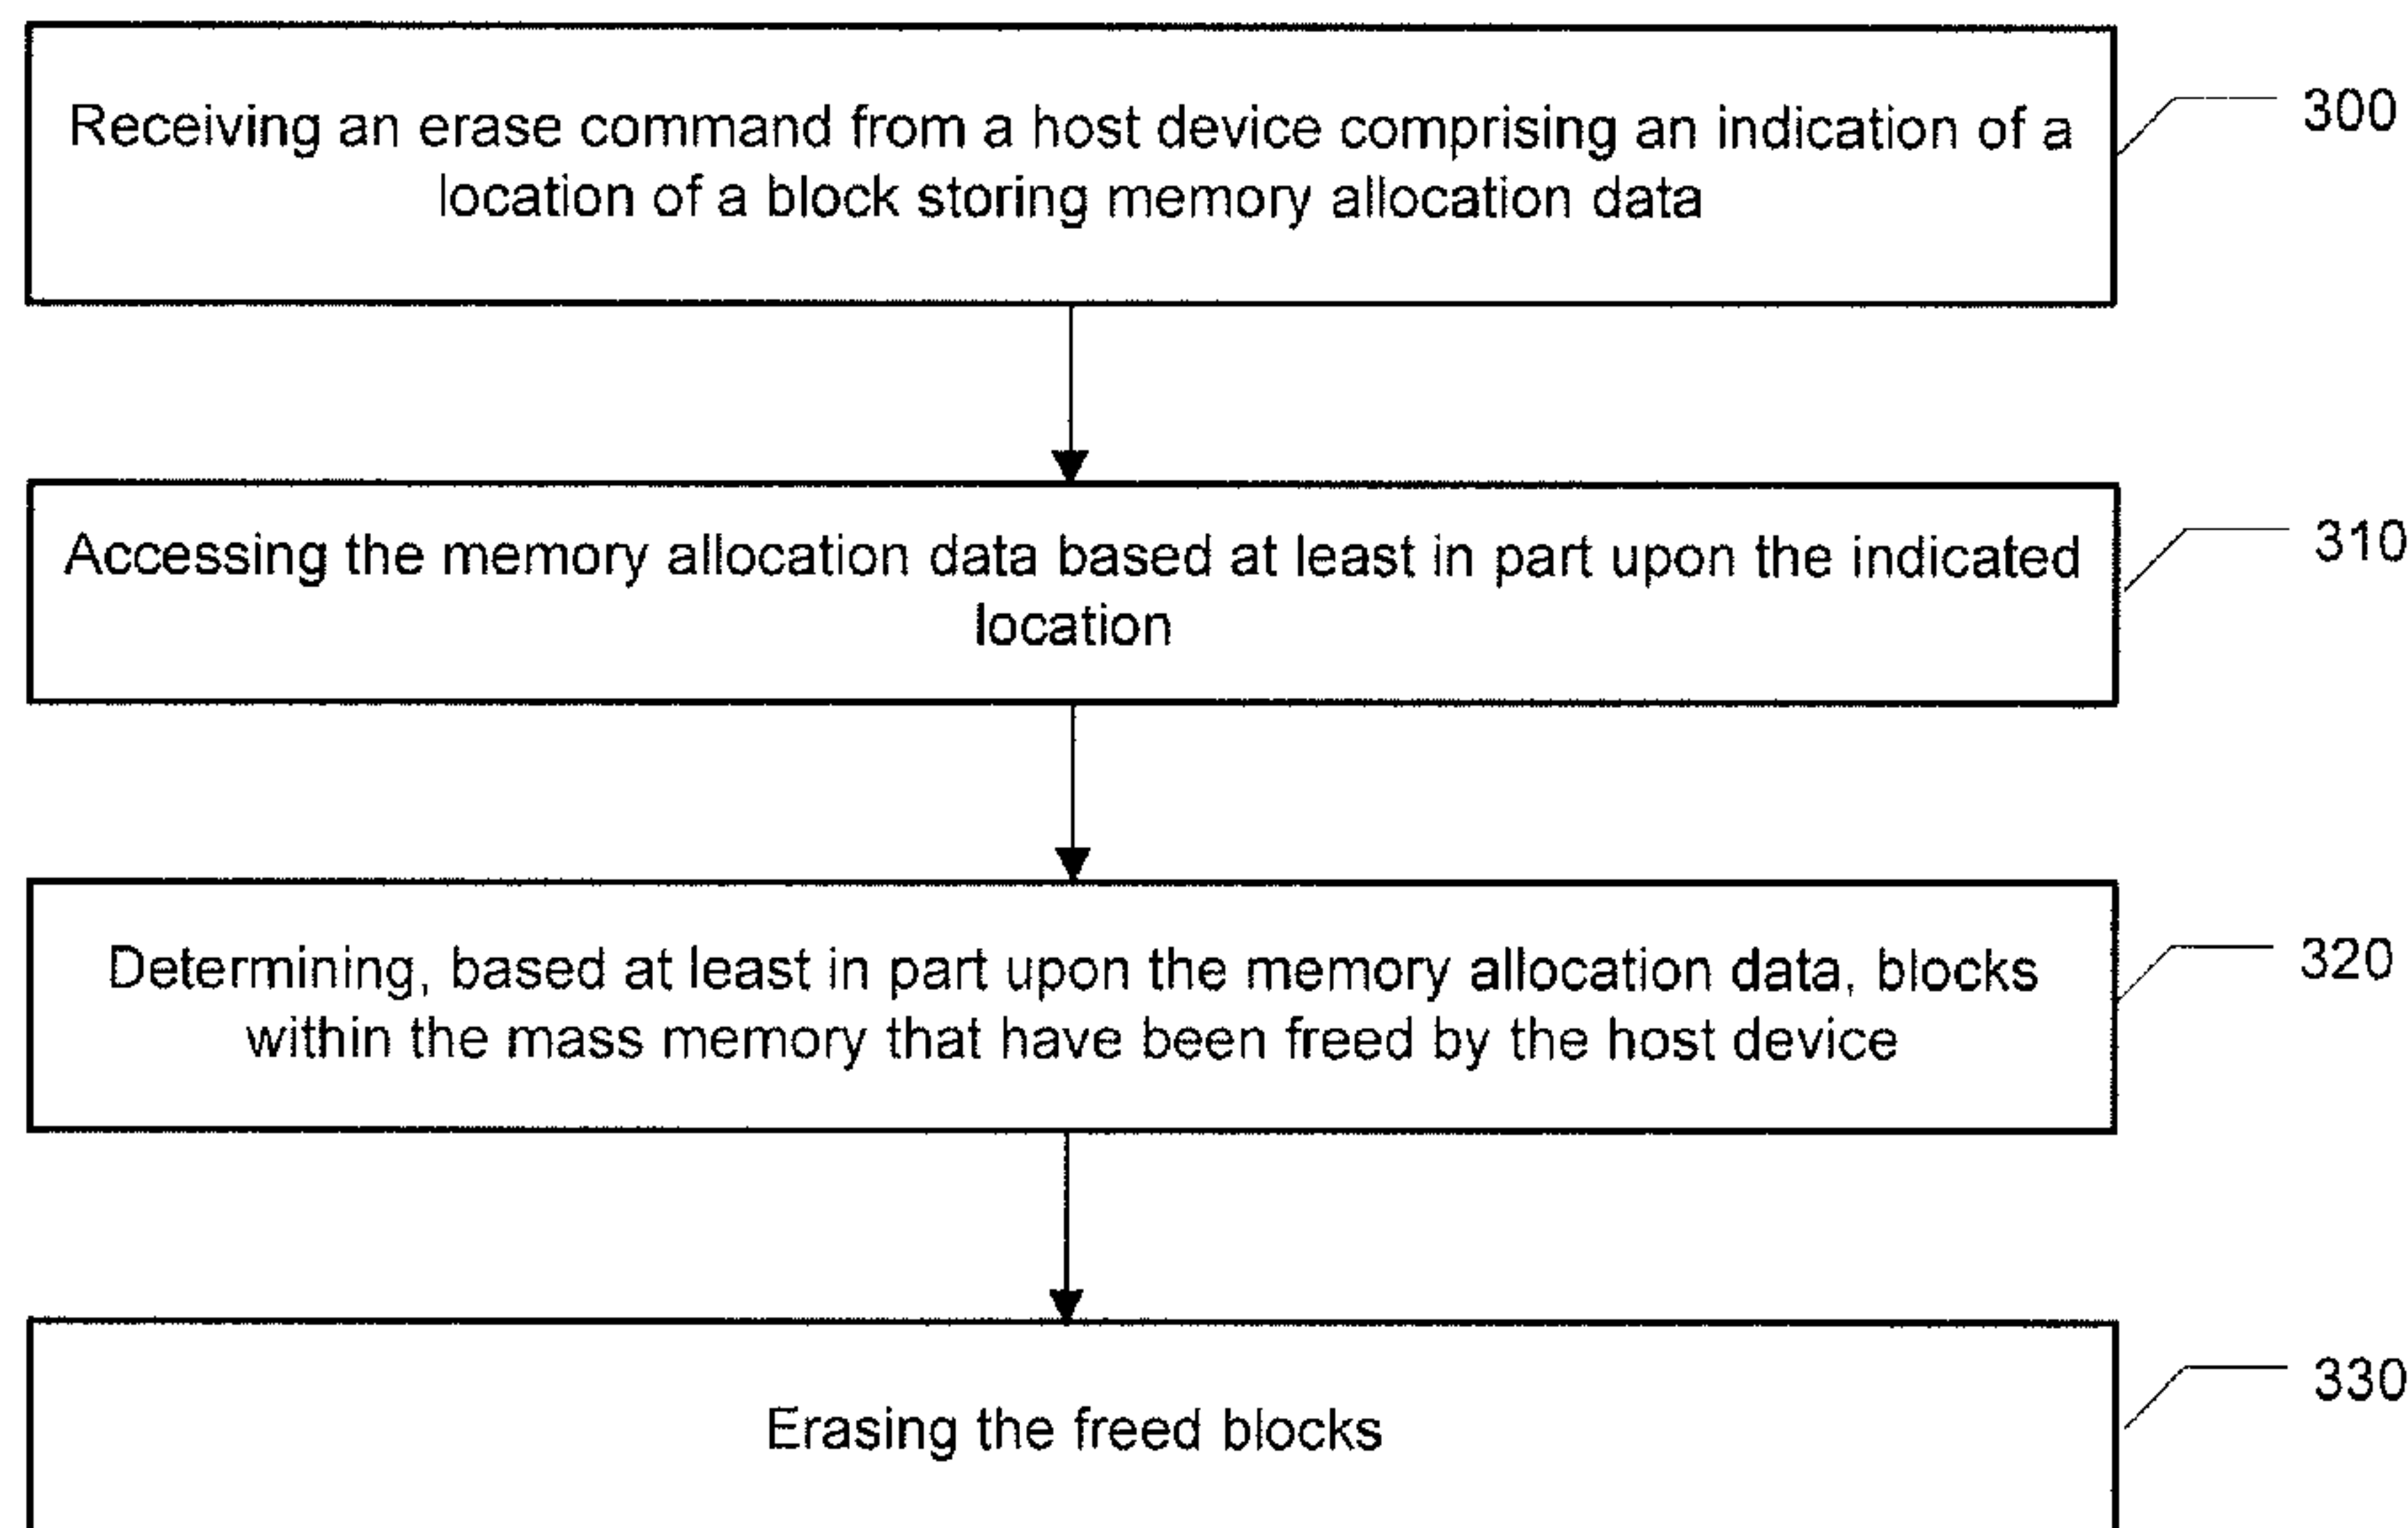 Receiving an erase command from a host device comprising an indication of a
location of a block storing memory allocation data
300
Accessing the memory allocation data based at least in part upon the indicated
location
310
Determining, based at least in part upon the memory allocation data, blocks
within the mass memory that have been freed by the host device
320
Erasing the freed blocks
330